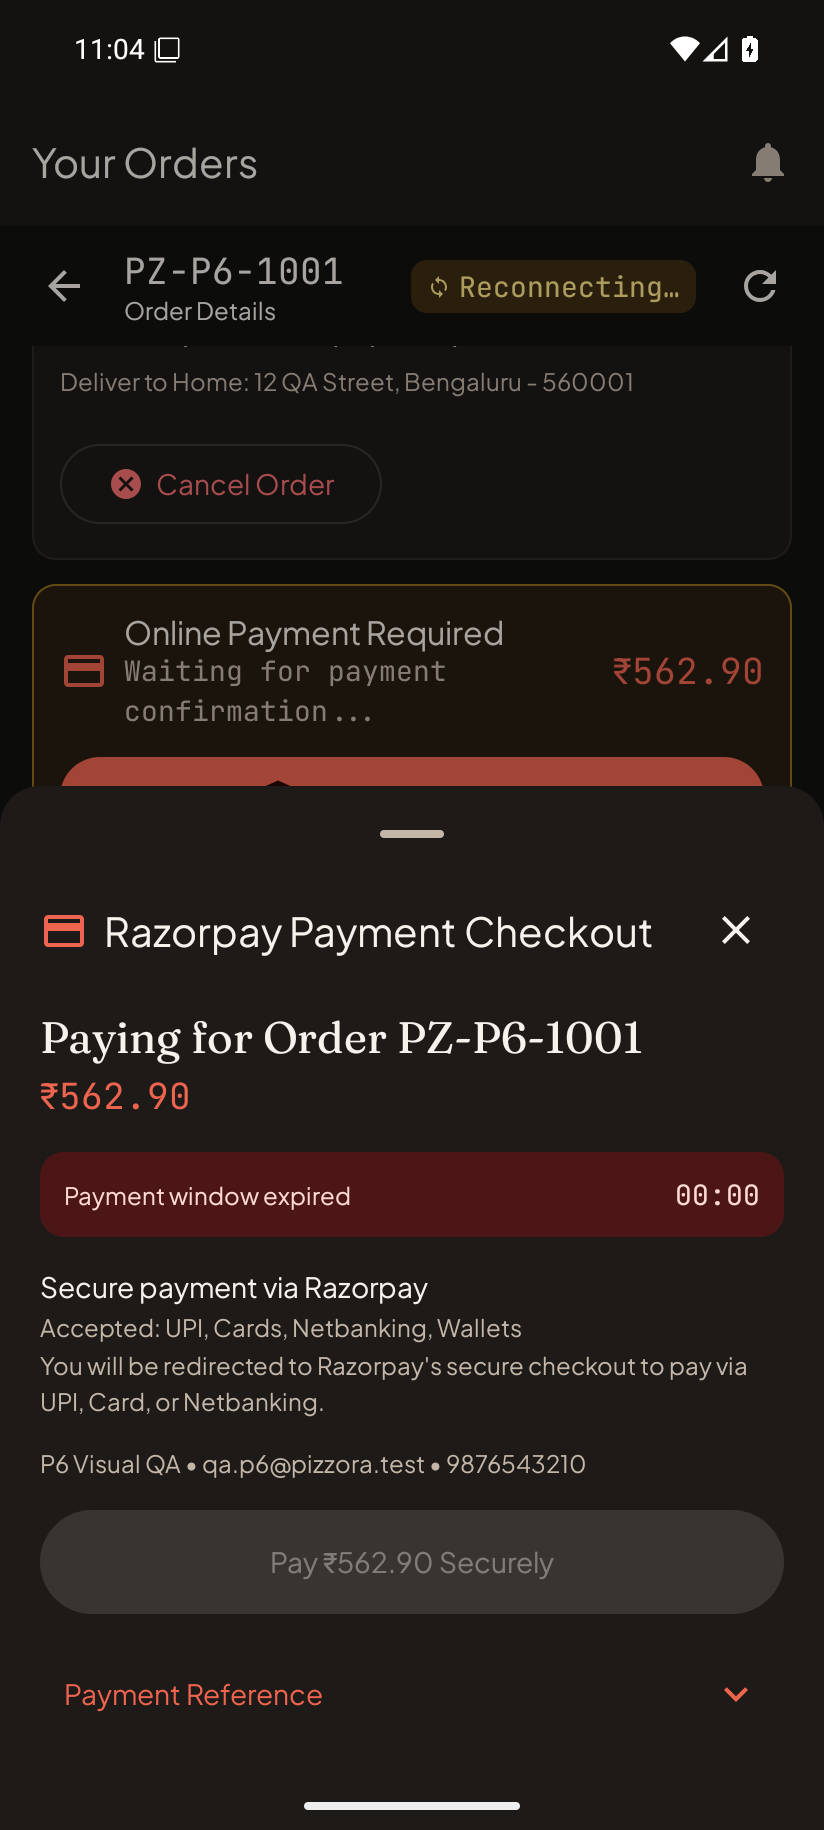 11:04
Your Orders
PZ-P6-1001
Order Details
Reconnecting…
Deliver to Home: 12 QA Street, Bengaluru - 560001
Cancel Order
Online Payment Required
Waiting for payment
confirmation...
₹562.90
Razorpay Payment Checkout
Paying for Order PZ-P6-1001
₹562.90
Payment window expired
00:00
Secure payment via Razorpay
Accepted: UPI, Cards, Netbanking, Wallets
You will be redirected to Razorpay's secure checkout to pay via
UPI, Card, or Netbanking.
P6 Visual QA • qa.p6@pizzora.test • 9876543210
Pay ₹562.90 Securely
Payment Reference